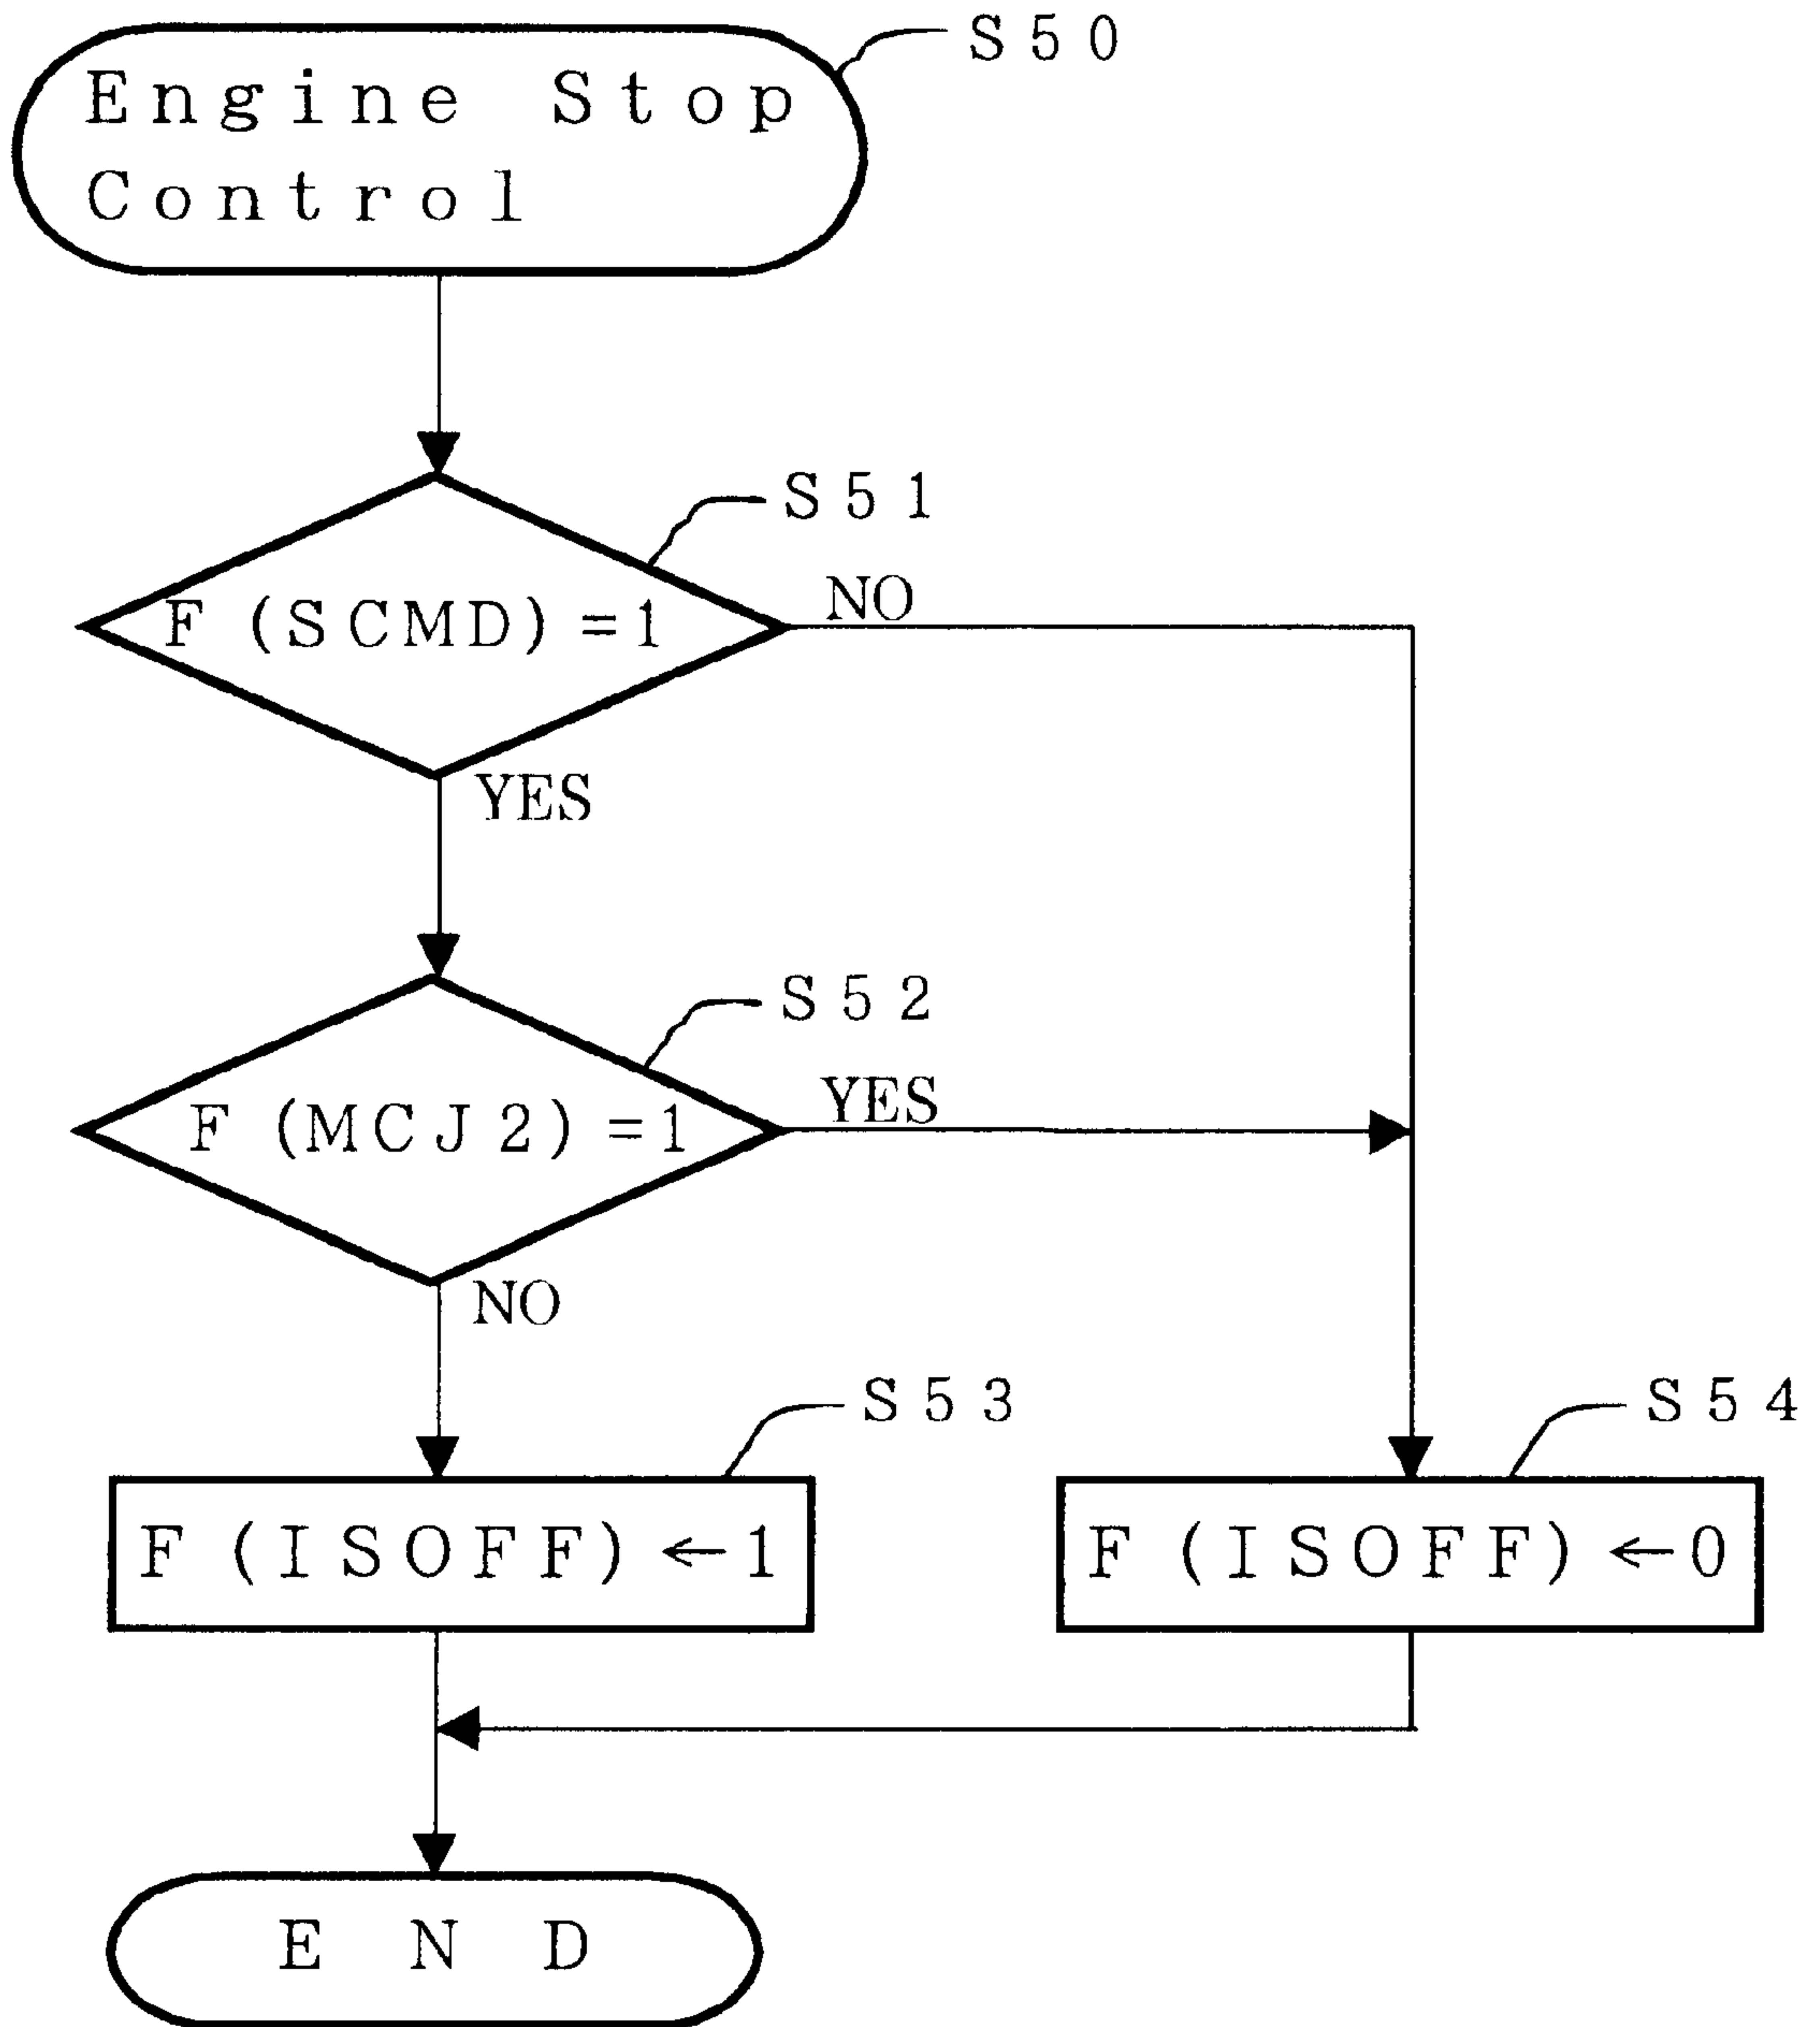 S50
Engine Stop
Control
S51
F (SCMD) =1
NO
YES
S52
F (MCJ2) =1
YES
NO
S53
S54
F (ISOFF) ←1
F (ISOFF) ←0
END